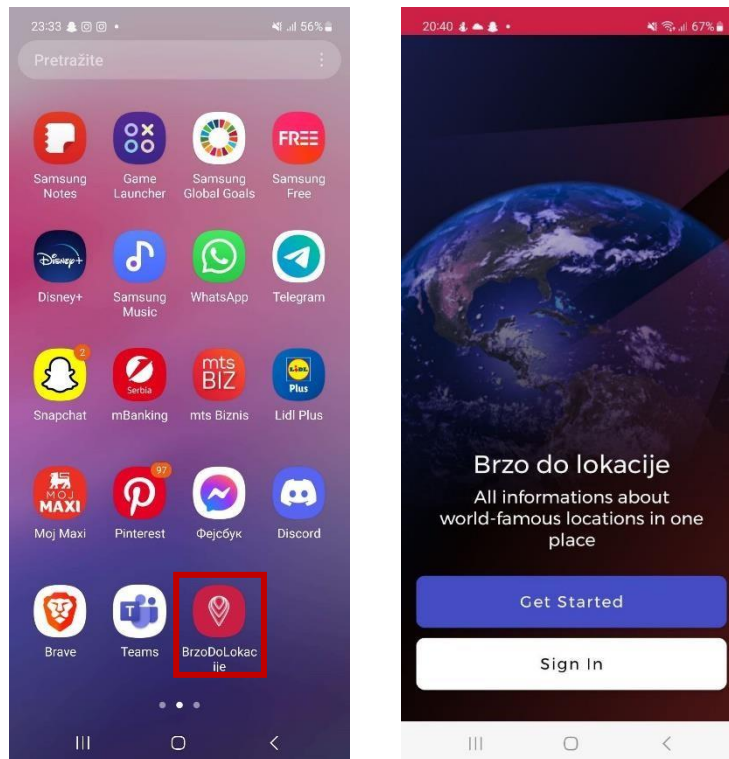 23:33
56%
Pretražite
FREE
Samsung Notes
Game Launcher
Samsung Global Goals
Samsung Free
Disney+
Disney+
Samsung Music
WhatsApp
Telegram
2
Serbia
mts BIZ
LIDL Plus
Snapchat
mBanking
mts Biznis
Lidl Plus
MOJ MAXI
97
Moj Maxi
Pinterest
Фејсбук
Discord
T
Brave
Teams
BrzoDoLokac
ije
20:40
67%
Brzo do lokacije
All informations about
world-famous locations in one
place
Get Started
Sign In